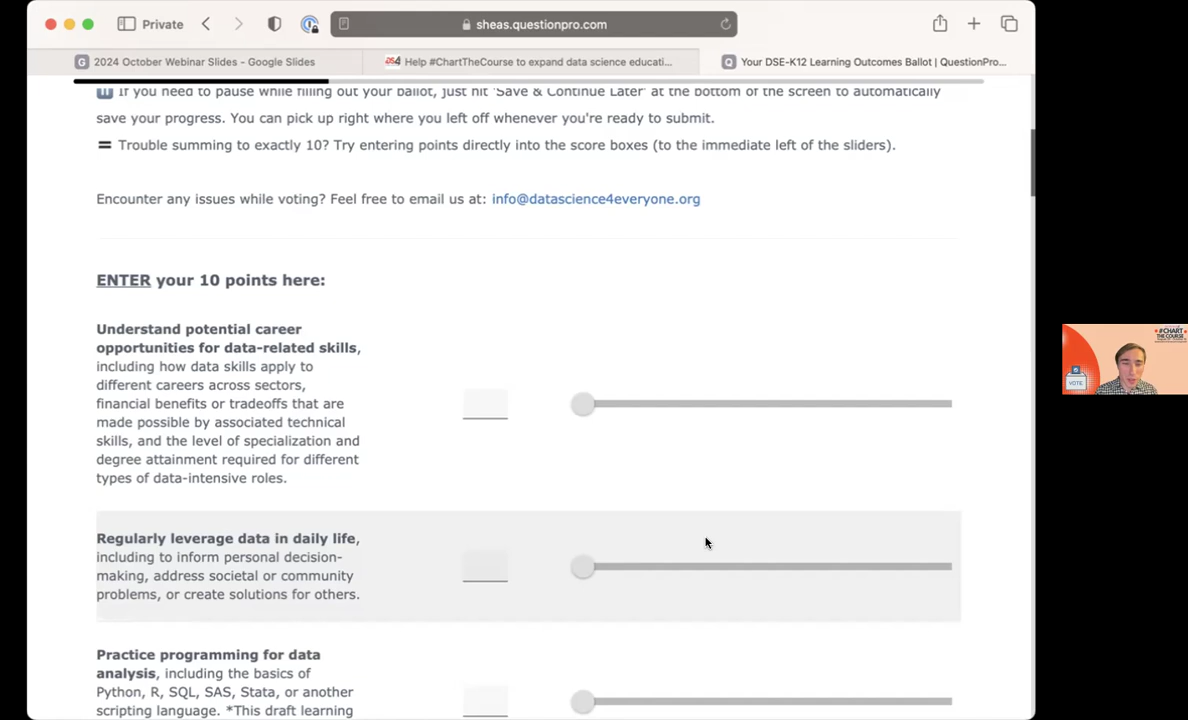 Private
sheas.questionpro.com
2024 October Webinar Slides - Google Slides
Help #ChartTheCourse to expand data science educati...
Your DSE-K12 Learning Outcomes Ballot | QuestionPro...
If you need to pause while filling out your ballot, just hit 'Save & Continue Later' at the bottom of the screen to automatically
save your progress. You can pick up right where you left off whenever you're ready to submit.
Trouble summing to exactly 10? Try entering points directly into the score boxes (to the immediate left of the sliders).
Encounter any issues while voting? Feel free to email us at: info@datascience4everyone.org
ENTER your 10 points here:
Understand potential career
opportunities for data-related skills,
including how data skills apply to
different careers across sectors,
financial benefits or tradeoffs that are
made possible by associated technical
skills, and the level of specialization and
degree attainment required for different
types of data-intensive roles.
Regularly leverage data in daily life,
including to inform personal decision-
making, address societal or community
problems, or create solutions for others.
Practice programming for data
analysis, including the basics of
Python, R, SQL, SAS, Stata, or another
scripting language. *This draft learning
#CHART
THE COURSE
VOTE